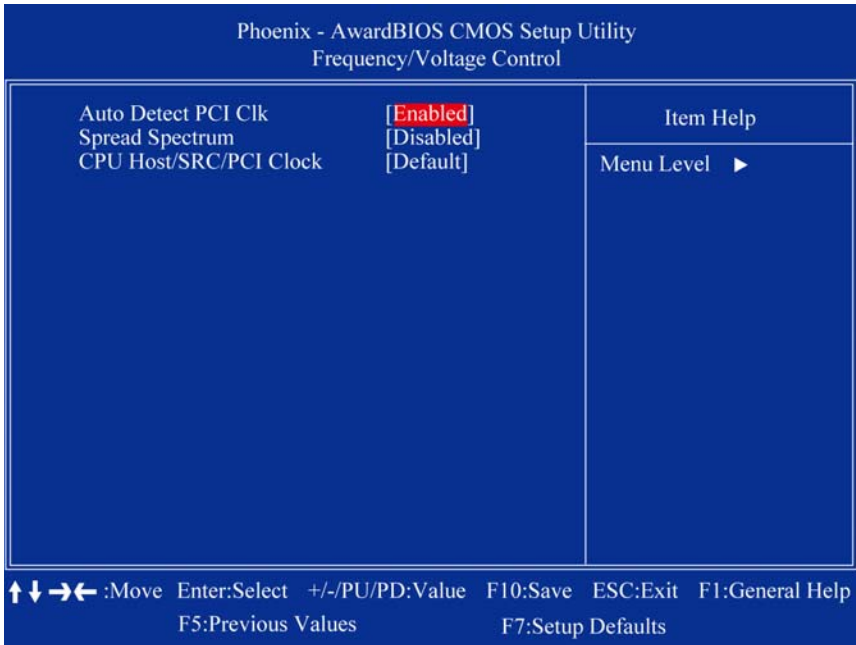 Phoenix - AwardBIOS CMOS Setup Utility
Frequency/Voltage Control
Auto Detect PCI Clk [Enabled]
Spread Spectrum [Disabled]
CPU Host/SRC/PCI Clock [Default]
Item Help
Menu Level ▶
↑↓→← :Move Enter:Select +/-/PU/PD:Value F10:Save ESC:Exit F1:General Help
F5:Previous Values F7:Setup Defaults